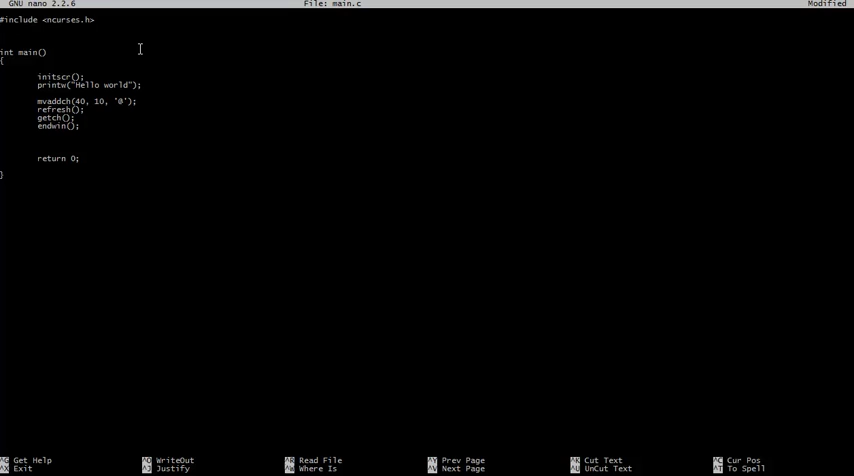 GNU nano 2.2.6 File: main.c Modified
#include <ncurses.h>
int main()
{
initscr();
printw("Hello world");
mvaddch(40, 10, '@');
refresh();
getch();
endwin();
return 0;
}
^G Get Help ^O WriteOut ^R Read File ^Y Prev Page ^K Cut Text ^C Cur Pos
^X Exit ^J Justify ^W Where Is ^V Next Page ^U UnCut Text ^T To Spell